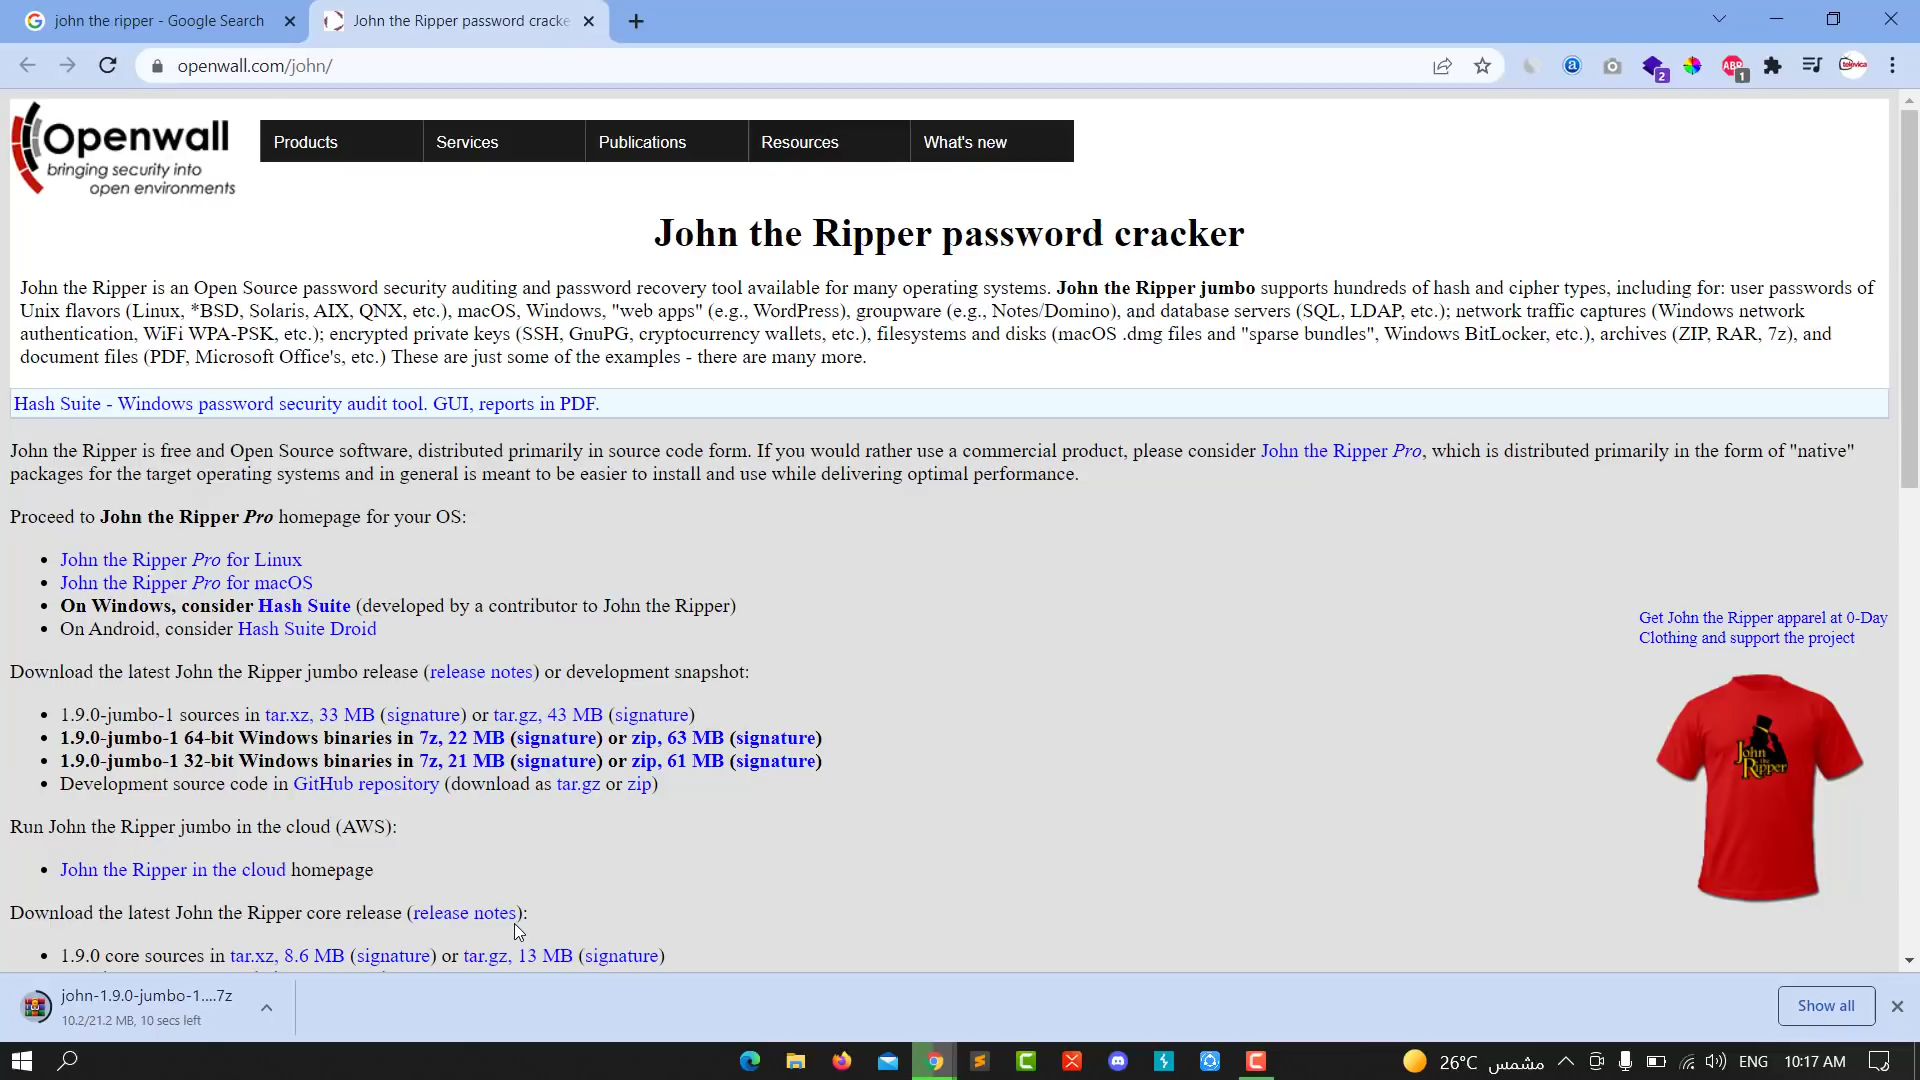 john the ripper - Google Search
John the Ripper password cracke
openwall.com/john/
2
ABP
1
televica
Openwall
bringing security into
open environments
Products
Services
Publications
Resources
What's new
John the Ripper password cracker
John the Ripper is an Open Source password security auditing and password recovery tool available for many operating systems. John the Ripper jumbo supports hundreds of hash and cipher types, including for: user passwords of
Unix flavors (Linux, *BSD, Solaris, AIX, QNX, etc.), macOS, Windows, "web apps" (e.g., WordPress), groupware (e.g., Notes/Domino), and database servers (SQL, LDAP, etc.); network traffic captures (Windows network
authentication, WiFi WPA-PSK, etc.); encrypted private keys (SSH, GnuPG, cryptocurrency wallets, etc.), filesystems and disks (macOS .dmg files and "sparse bundles", Windows BitLocker, etc.), archives (ZIP, RAR, 7z), and
document files (PDF, Microsoft Office's, etc.) These are just some of the examples - there are many more.
Hash Suite - Windows password security audit tool. GUI, reports in PDF.
John the Ripper is free and Open Source software, distributed primarily in source code form. If you would rather use a commercial product, please consider John the Ripper Pro, which is distributed primarily in the form of "native"
packages for the target operating systems and in general is meant to be easier to install and use while delivering optimal performance.
Proceed to John the Ripper Pro homepage for your OS:
John the Ripper Pro for Linux
John the Ripper Pro for macOS
On Windows, consider Hash Suite (developed by a contributor to John the Ripper)
On Android, consider Hash Suite Droid
Get John the Ripper apparel at 0-Day
Clothing and support the project
John
the
Ripper
Download the latest John the Ripper jumbo release (release notes) or development snapshot:
1.9.0-jumbo-1 sources in tar.xz, 33 MB (signature) or tar.gz, 43 MB (signature)
1.9.0-jumbo-1 64-bit Windows binaries in 7z, 22 MB (signature) or zip, 63 MB (signature)
1.9.0-jumbo-1 32-bit Windows binaries in 7z, 21 MB (signature) or zip, 61 MB (signature)
Development source code in GitHub repository (download as tar.gz or zip)
Run John the Ripper jumbo in the cloud (AWS):
John the Ripper in the cloud homepage
Download the latest John the Ripper core release (release notes):
1.9.0 core sources in tar.xz, 8.6 MB (signature) or tar.gz, 13 MB (signature)
john-1.9.0-jumbo-1....7z
10.2/21.2 MB, 10 secs left
Show all
26°C مشمس
ENG
10:17 AM